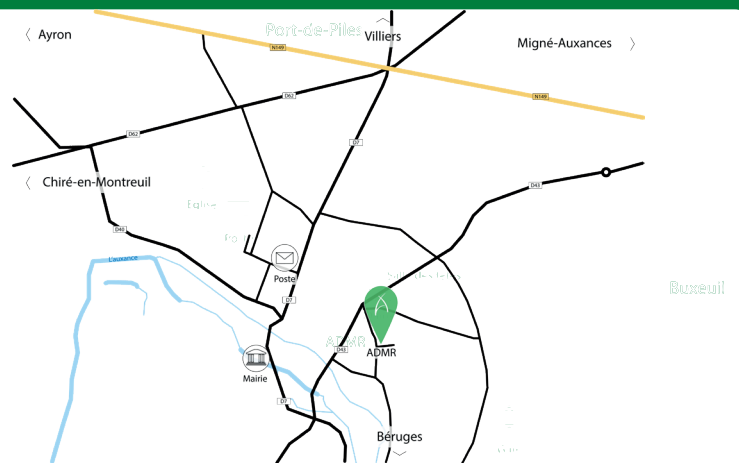 Port-de-Piles
Ayron
Villiers
Migné-Auxances
N149
D62
N149
D62
D7
Chiré-en-Montreuil
D43
Eglise
D40
L'auxance
Poste
Buxeuil
D7
ADMR
D43
ADMR
Mairie
D7
Béruges